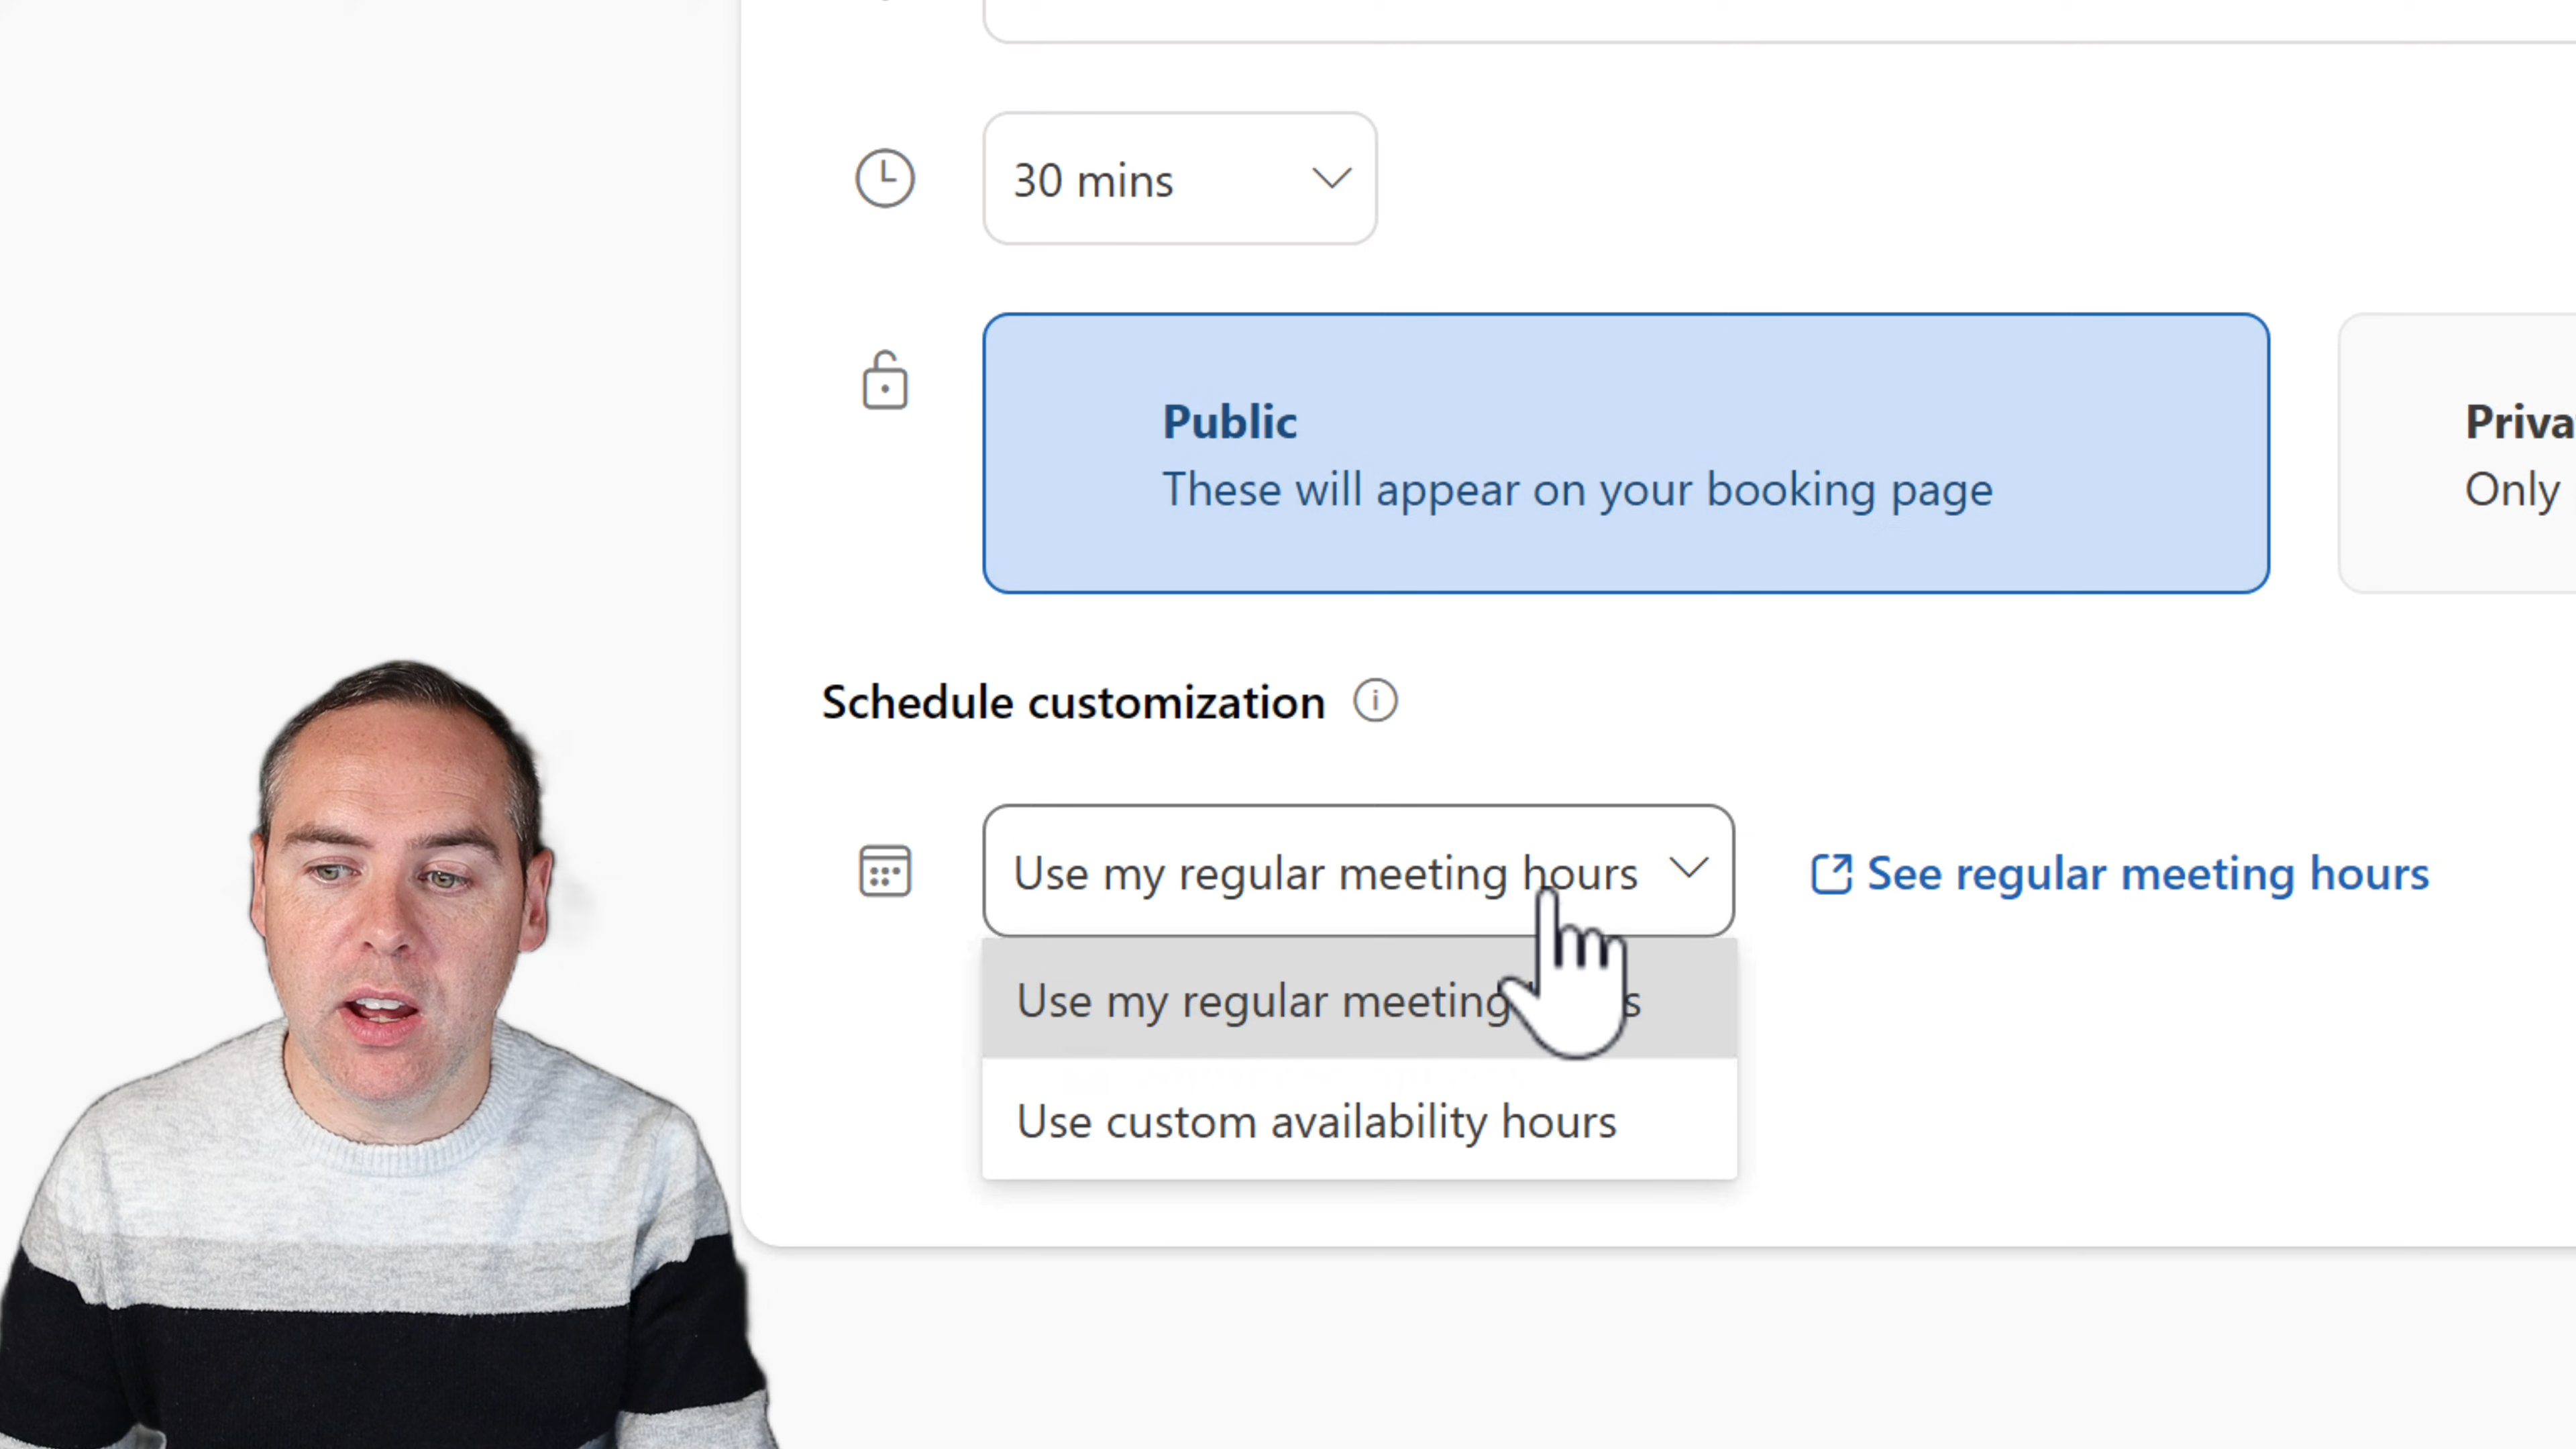 30 mins
Public
These will appear on your booking page
Priva
Only
Schedule customization
Use my regular meeting hours
See regular meeting hours
Use my regular meeting
Use custom availability hours